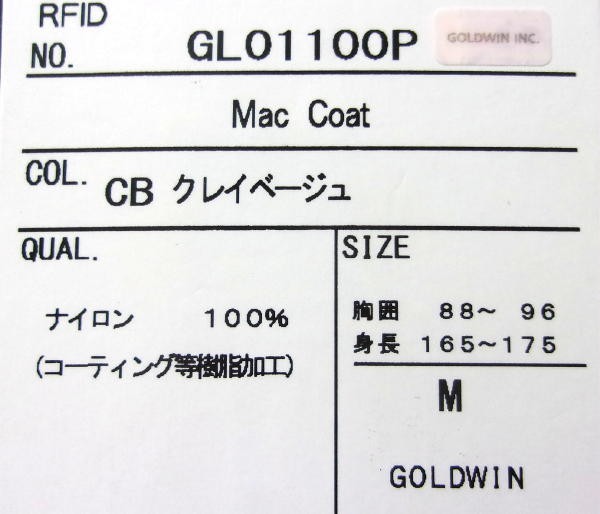 RFID
NO. GL01100P GOLDWIN INC.
Mac Coat
COL. CB クレイベージュ
QUAL.
ナイロン 100%
(コーティング等樹脂加工)
SIZE
胸囲 88~ 96
身長 165~175
M
GOLDWIN